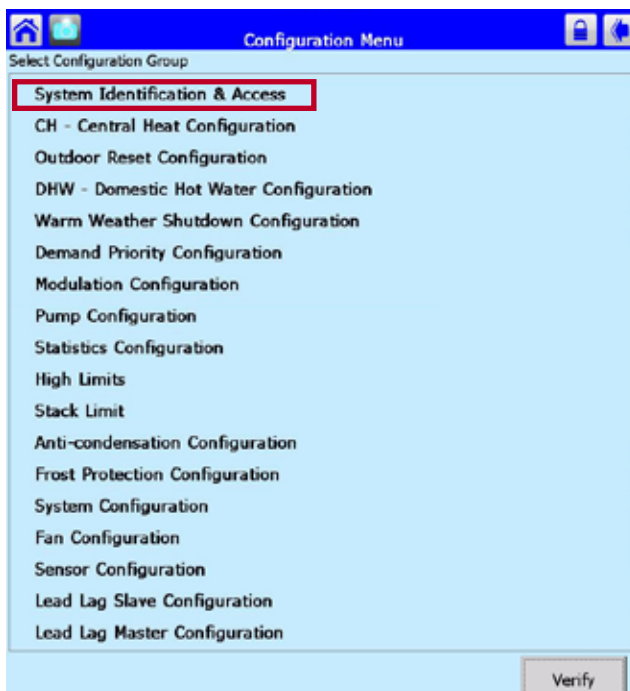 Configuration Menu
Select Configuration Group
System Identification & Access
CH - Central Heat Configuration
Outdoor Reset Configuration
DHW - Domestic Hot Water Configuration
Warm Weather Shutdown Configuration
Demand Priority Configuration
Modulation Configuration
Pump Configuration
Statistics Configuration
High Limits
Stack Limit
Anti-condensation Configuration
Frost Protection Configuration
System Configuration
Fan Configuration
Sensor Configuration
Lead Lag Slave Configuration
Lead Lag Master Configuration
Verify